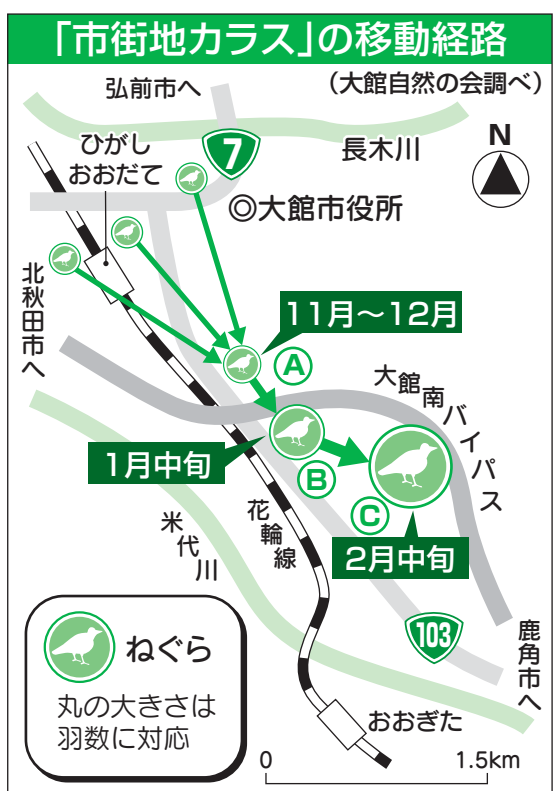 「市街地カラス」の移動経路
(大館自然の会調べ)
弘前市へ
ひがし
おおだて
7
長木川
N
◎大館市役所
北秋田市へ
11月〜12月
A
大館南バイパス
1月中旬
B
C
2月中旬
米代川
花輪線
103
鹿角市へ
ねぐら
丸の大きさは
羽数に対応
おおぎた
0 1.5km